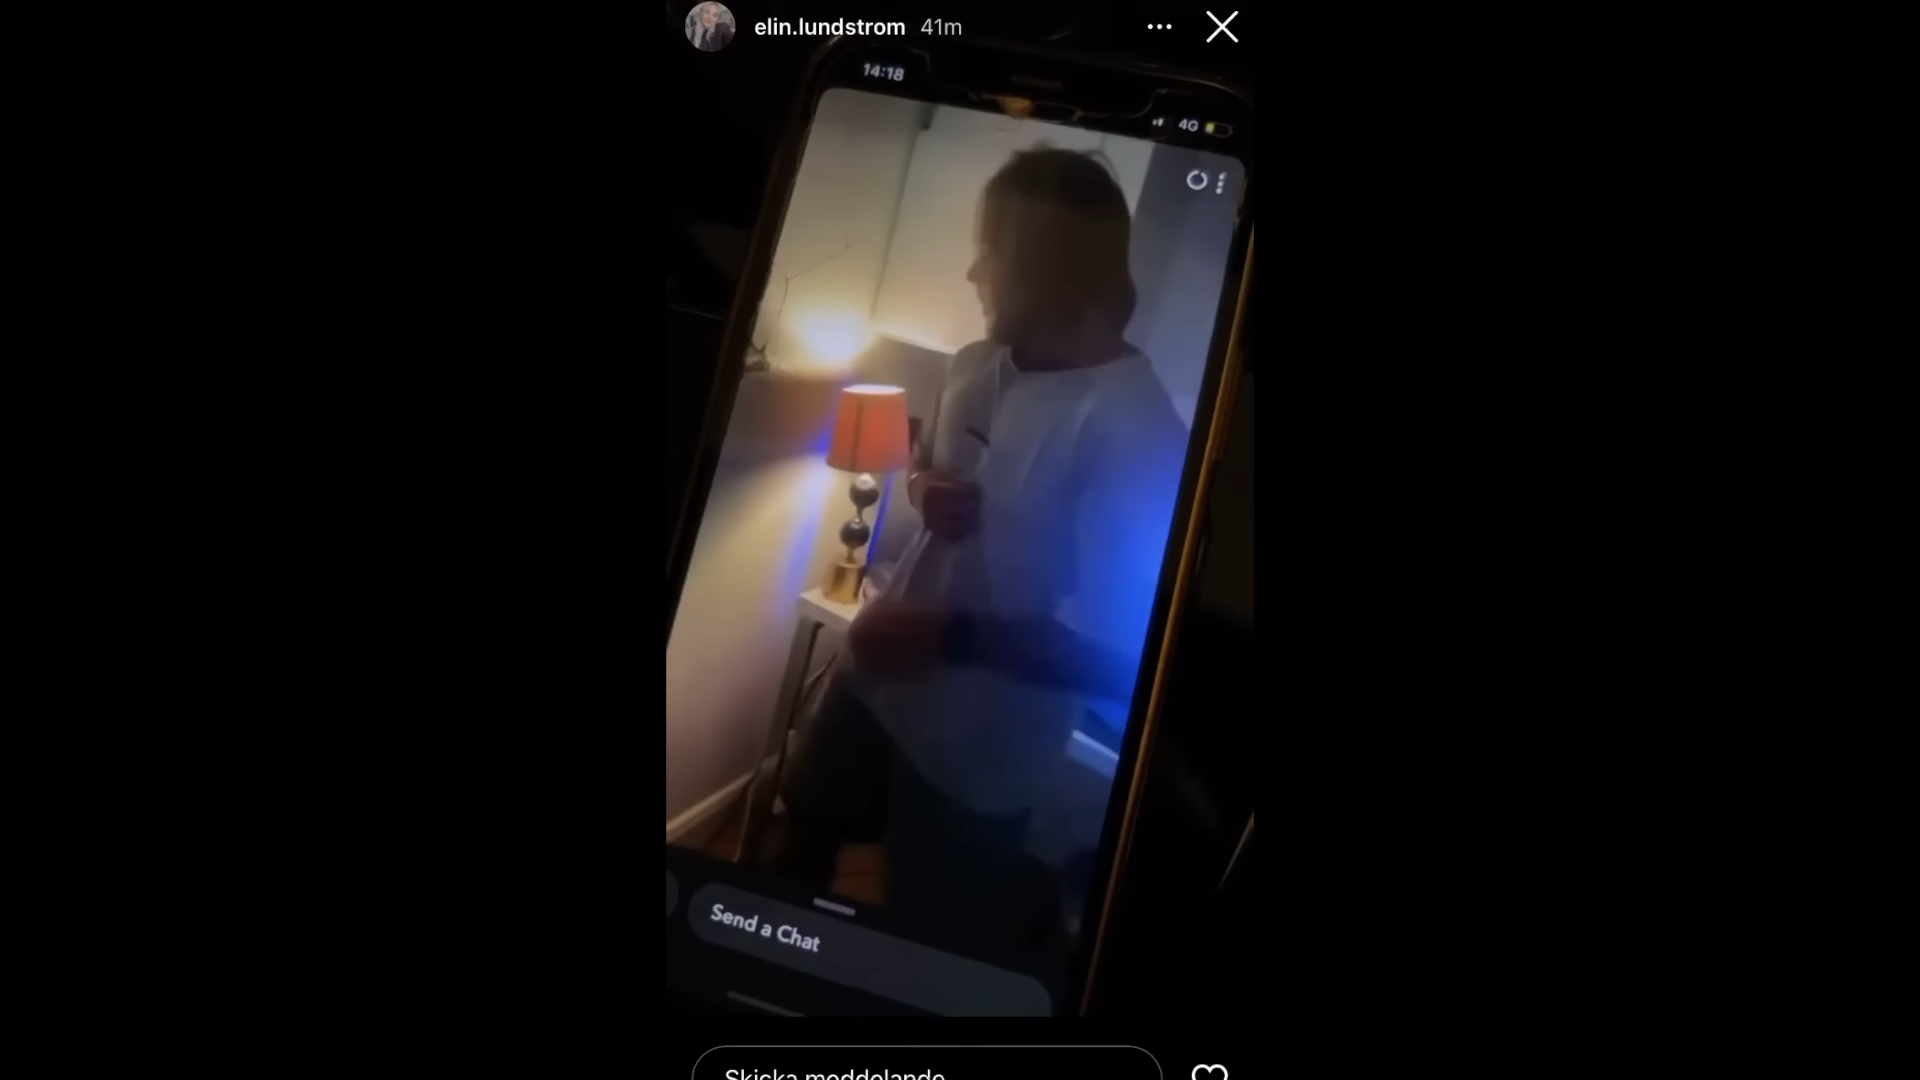 elin.lundstrom 41m
14:18
4G
Send a Chat
Skicka meddelande